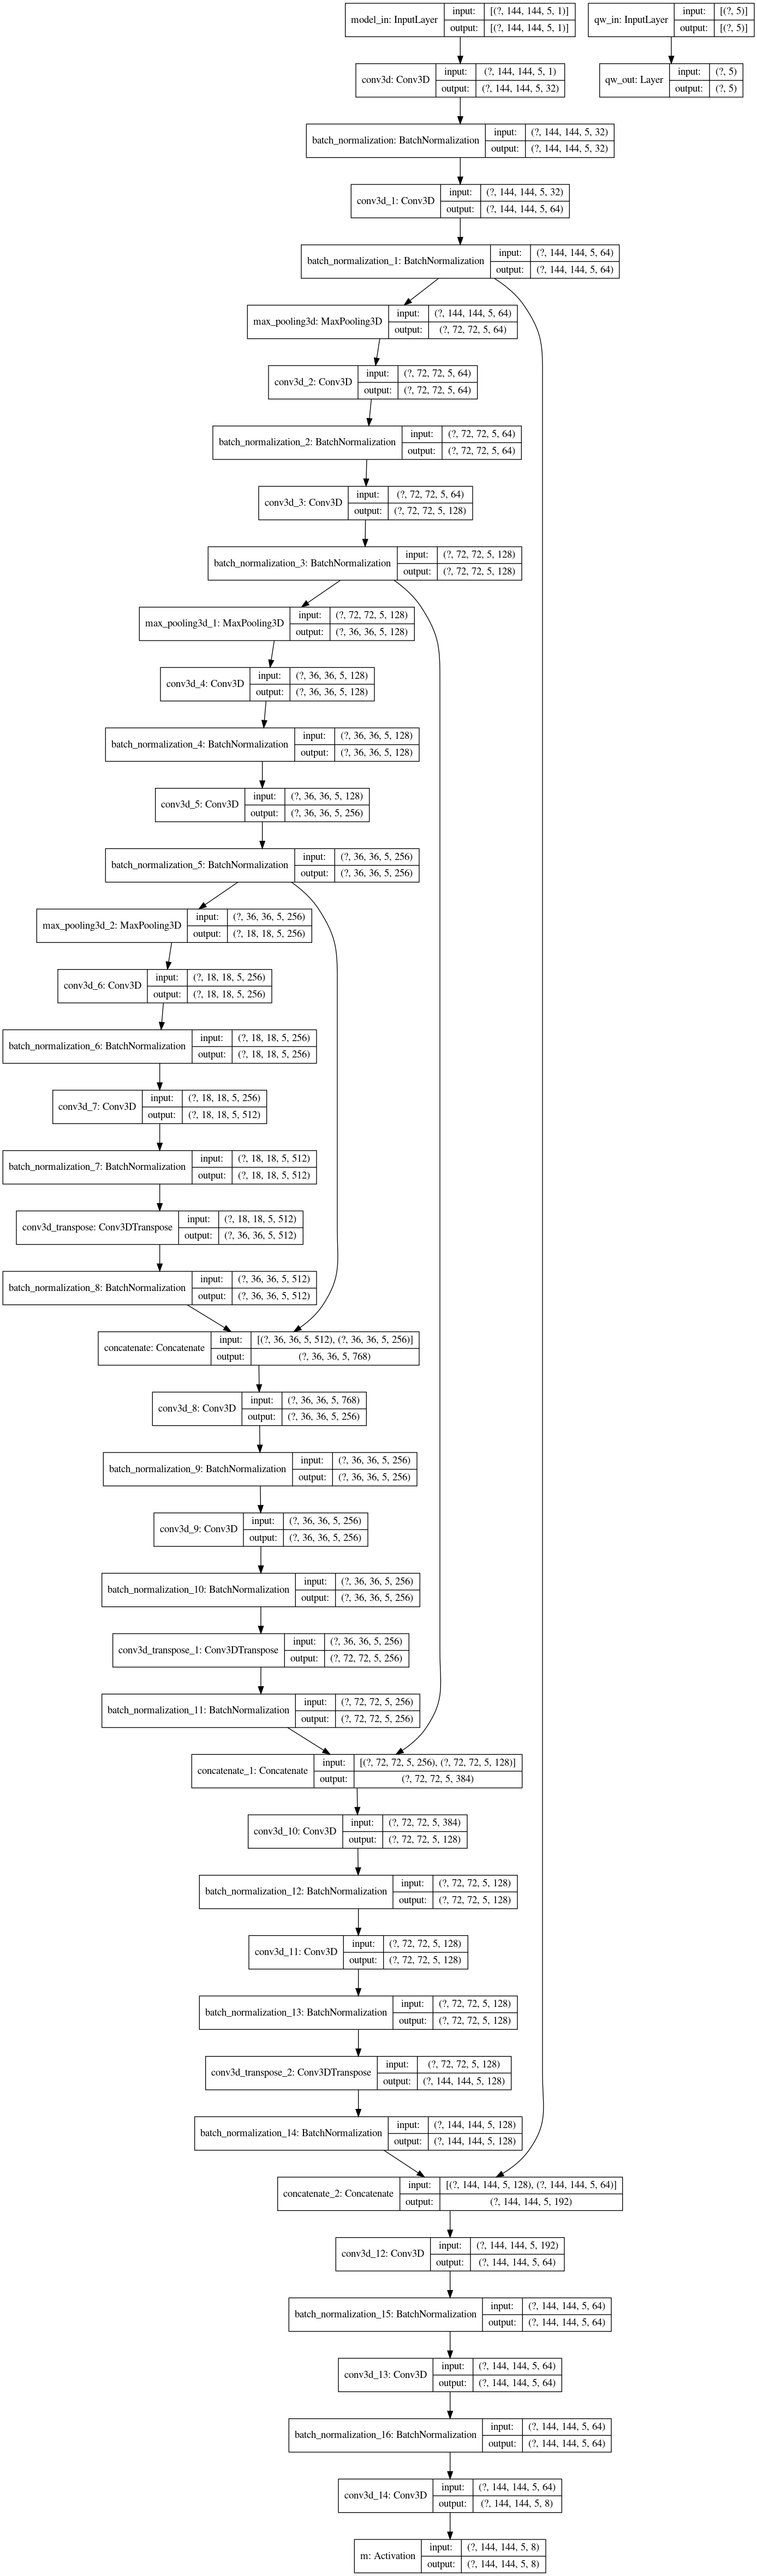 model_in: InputLayer
input: [(?, 144, 144, 5, 1)]
output: [(?, 144, 144, 5, 1)]
qw_in: InputLayer
input: [(?, 5)]
output: [(?, 5)]
conv3d: Conv3D
input: (?, 144, 144, 5, 1)
output: (?, 144, 144, 5, 32)
qw_out: Layer
input: (?, 5)
output: (?, 5)
batch_normalization: BatchNormalization
input: (?, 144, 144, 5, 32)
output: (?, 144, 144, 5, 32)
conv3d_1: Conv3D
input: (?, 144, 144, 5, 32)
output: (?, 144, 144, 5, 64)
batch_normalization_1: BatchNormalization
input: (?, 144, 144, 5, 64)
output: (?, 144, 144, 5, 64)
max_pooling3d: MaxPooling3D
input: (?, 144, 144, 5, 64)
output: (?, 72, 72, 5, 64)
conv3d_2: Conv3D
input: (?, 72, 72, 5, 64)
output: (?, 72, 72, 5, 64)
batch_normalization_2: BatchNormalization
input: (?, 72, 72, 5, 64)
output: (?, 72, 72, 5, 64)
conv3d_3: Conv3D
input: (?, 72, 72, 5, 64)
output: (?, 72, 72, 5, 128)
batch_normalization_3: BatchNormalization
input: (?, 72, 72, 5, 128)
output: (?, 72, 72, 5, 128)
max_pooling3d_1: MaxPooling3D
input: (?, 72, 72, 5, 128)
output: (?, 36, 36, 5, 128)
conv3d_4: Conv3D
input: (?, 36, 36, 5, 128)
output: (?, 36, 36, 5, 128)
batch_normalization_4: BatchNormalization
input: (?, 36, 36, 5, 128)
output: (?, 36, 36, 5, 128)
conv3d_5: Conv3D
input: (?, 36, 36, 5, 128)
output: (?, 36, 36, 5, 256)
batch_normalization_5: BatchNormalization
input: (?, 36, 36, 5, 256)
output: (?, 36, 36, 5, 256)
max_pooling3d_2: MaxPooling3D
input: (?, 36, 36, 5, 256)
output: (?, 18, 18, 5, 256)
conv3d_6: Conv3D
input: (?, 18, 18, 5, 256)
output: (?, 18, 18, 5, 256)
batch_normalization_6: BatchNormalization
input: (?, 18, 18, 5, 256)
output: (?, 18, 18, 5, 256)
conv3d_7: Conv3D
input: (?, 18, 18, 5, 256)
output: (?, 18, 18, 5, 512)
batch_normalization_7: BatchNormalization
input: (?, 18, 18, 5, 512)
output: (?, 18, 18, 5, 512)
conv3d_transpose: Conv3DTranspose
input: (?, 18, 18, 5, 512)
output: (?, 36, 36, 5, 512)
batch_normalization_8: BatchNormalization
input: (?, 36, 36, 5, 512)
output: (?, 36, 36, 5, 512)
concatenate: Concatenate
input: [(?, 36, 36, 5, 512), (?, 36, 36, 5, 256)]
output: (?, 36, 36, 5, 768)
conv3d_8: Conv3D
input: (?, 36, 36, 5, 768)
output: (?, 36, 36, 5, 256)
batch_normalization_9: BatchNormalization
input: (?, 36, 36, 5, 256)
output: (?, 36, 36, 5, 256)
conv3d_9: Conv3D
input: (?, 36, 36, 5, 256)
output: (?, 36, 36, 5, 256)
batch_normalization_10: BatchNormalization
input: (?, 36, 36, 5, 256)
output: (?, 36, 36, 5, 256)
conv3d_transpose_1: Conv3DTranspose
input: (?, 36, 36, 5, 256)
output: (?, 72, 72, 5, 256)
batch_normalization_11: BatchNormalization
input: (?, 72, 72, 5, 256)
output: (?, 72, 72, 5, 256)
concatenate_1: Concatenate
input: [(?, 72, 72, 5, 256), (?, 72, 72, 5, 128)]
output: (?, 72, 72, 5, 384)
conv3d_10: Conv3D
input: (?, 72, 72, 5, 384)
output: (?, 72, 72, 5, 128)
batch_normalization_12: BatchNormalization
input: (?, 72, 72, 5, 128)
output: (?, 72, 72, 5, 128)
conv3d_11: Conv3D
input: (?, 72, 72, 5, 128)
output: (?, 72, 72, 5, 128)
batch_normalization_13: BatchNormalization
input: (?, 72, 72, 5, 128)
output: (?, 72, 72, 5, 128)
conv3d_transpose_2: Conv3DTranspose
input: (?, 72, 72, 5, 128)
output: (?, 144, 144, 5, 128)
batch_normalization_14: BatchNormalization
input: (?, 144, 144, 5, 128)
output: (?, 144, 144, 5, 128)
concatenate_2: Concatenate
input: [(?, 144, 144, 5, 128), (?, 144, 144, 5, 64)]
output: (?, 144, 144, 5, 192)
conv3d_12: Conv3D
input: (?, 144, 144, 5, 192)
output: (?, 144, 144, 5, 64)
batch_normalization_15: BatchNormalization
input: (?, 144, 144, 5, 64)
output: (?, 144, 144, 5, 64)
conv3d_13: Conv3D
input: (?, 144, 144, 5, 64)
output: (?, 144, 144, 5, 64)
batch_normalization_16: BatchNormalization
input: (?, 144, 144, 5, 64)
output: (?, 144, 144, 5, 64)
conv3d_14: Conv3D
input: (?, 144, 144, 5, 64)
output: (?, 144, 144, 5, 8)
m: Activation
input: (?, 144, 144, 5, 8)
output: (?, 144, 144, 5, 8)